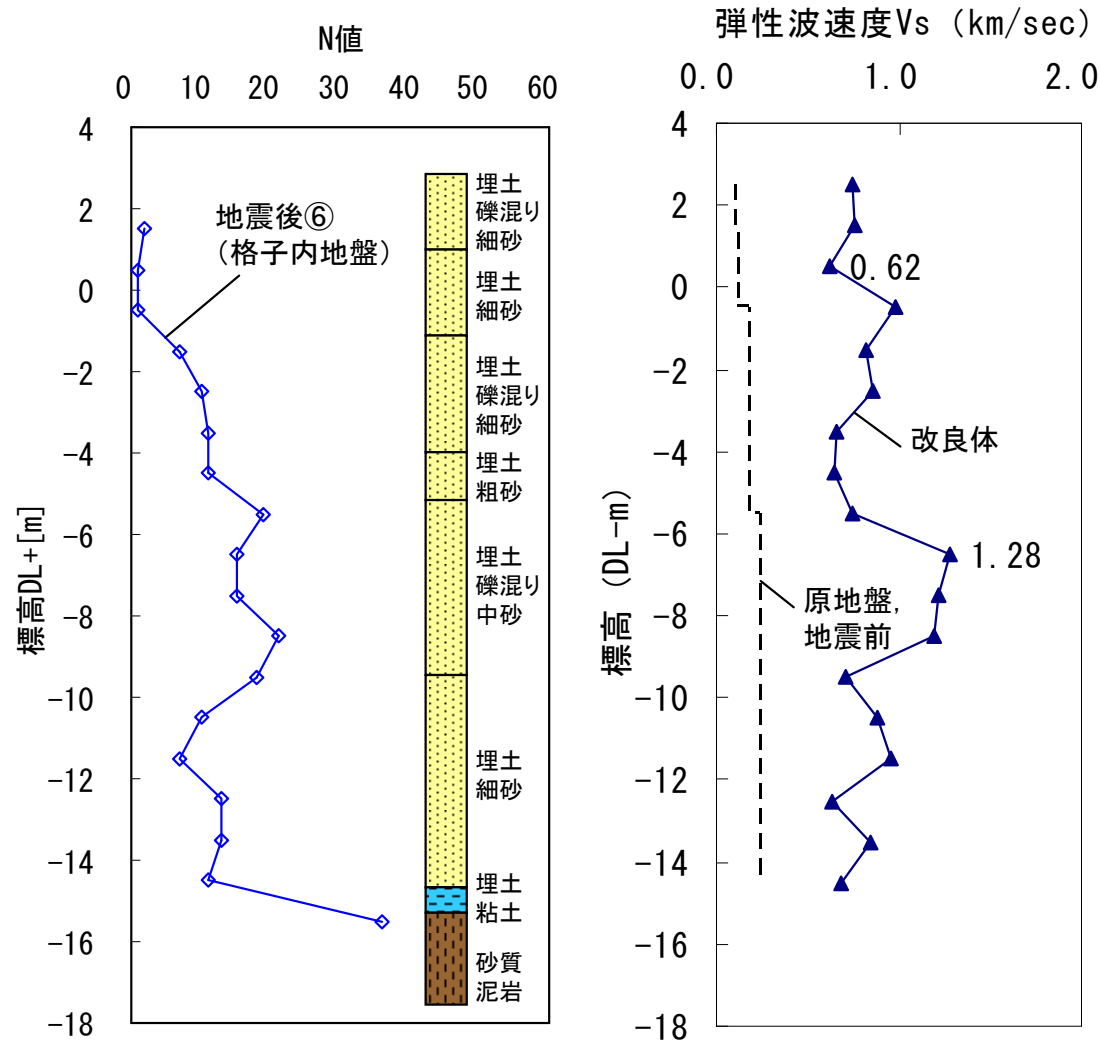 N値
0 10 20 30 40 50 60
4
2
0
−2
−4
−6
−8
−10
−12
−14
−16
−18
標高DL+[m]
地震後⑥
（格子内地盤）
埋土
礫混り
細砂
埋土
細砂
埋土
礫混り
細砂
埋土
粗砂
埋土
礫混り
中砂
埋土
細砂
埋土
粘土
砂質
泥岩
弾性波速度Vs (km/sec)
0.0 1.0 2.0
4
2
0
−2
−4
−6
−8
−10
−12
−14
−16
−18
標高 (DL−m)
0.62
改良体
1.28
原地盤,
地震前